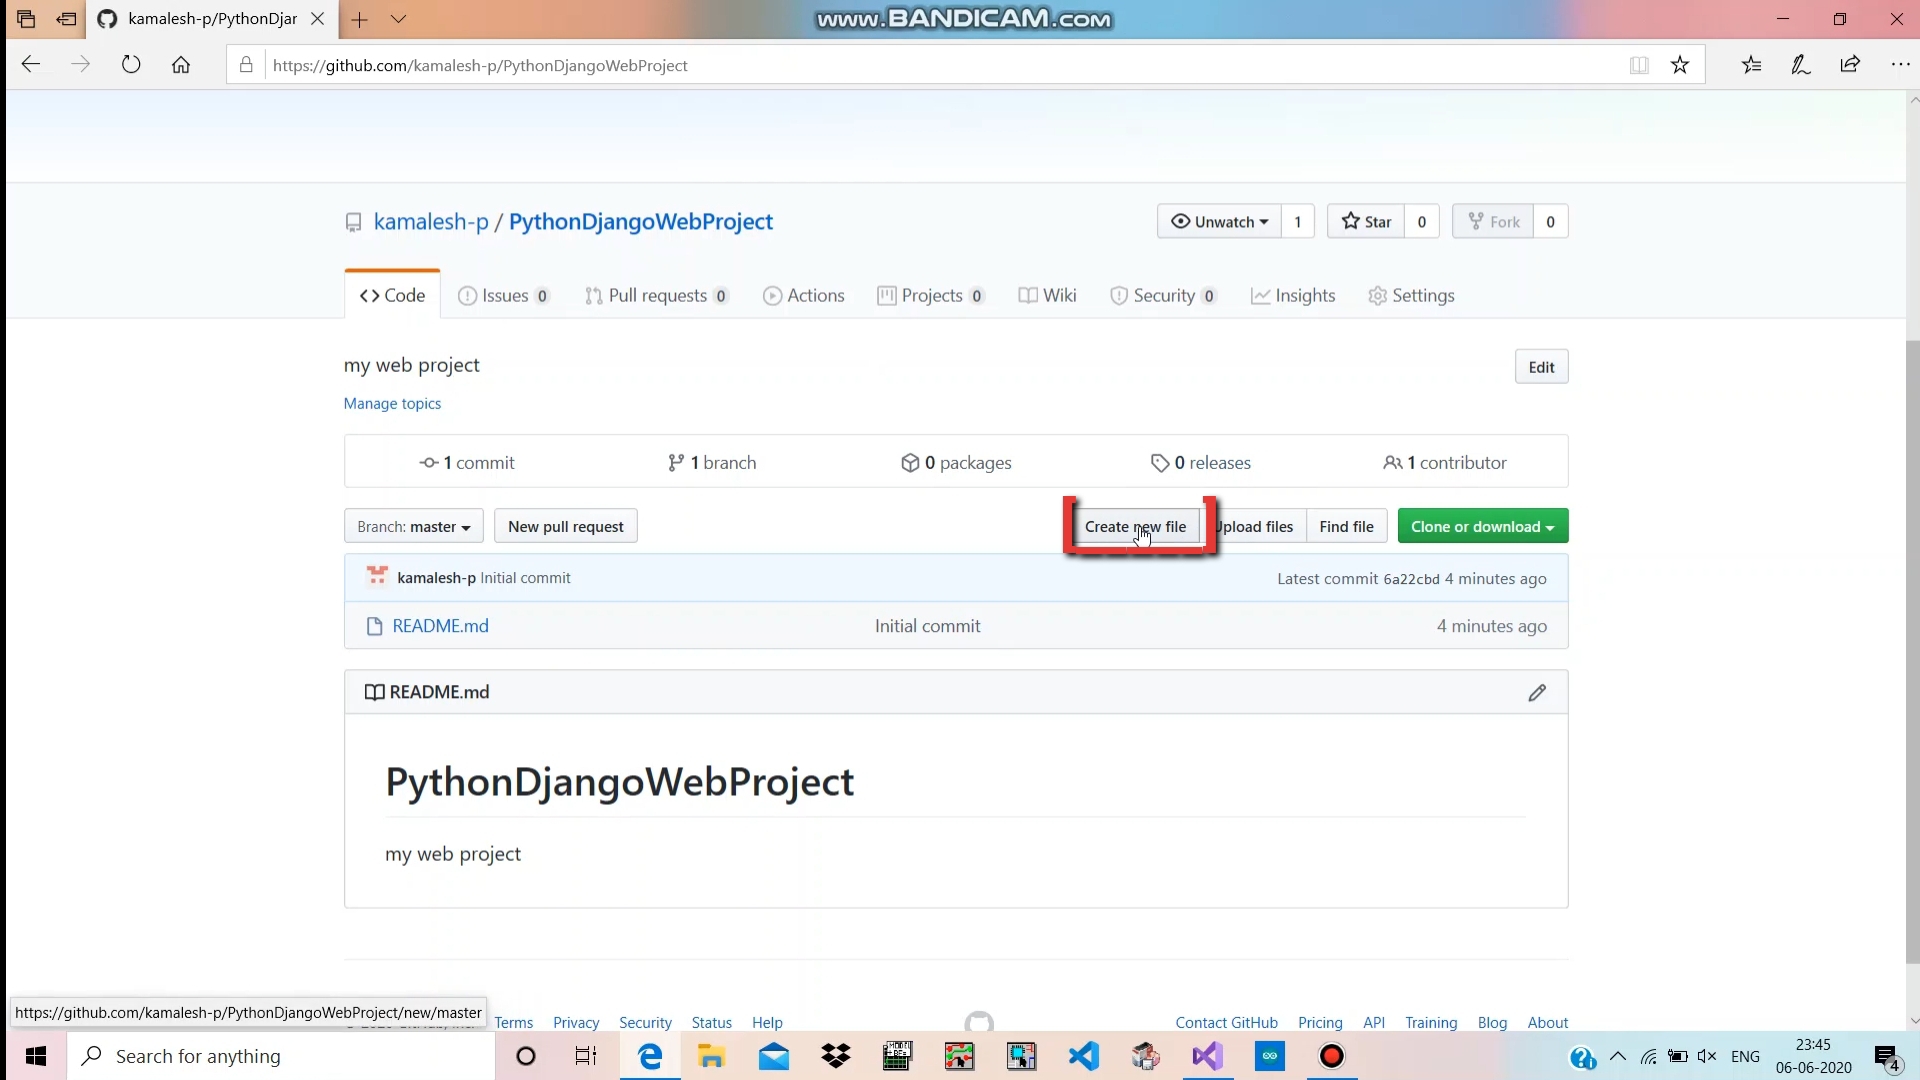 kamalesh-p/PythonDjar
www.BANDICAM.com
https://github.com/kamalesh-p/PythonDjangoWebProject
kamalesh-p / PythonDjangoWebProject
Unwatch 1 Star 0 Fork 0
Code Issues 0 Pull requests 0 Actions Projects 0 Wiki Security 0 Insights Settings
my web project
Edit
Manage topics
1 commit 1 branch 0 packages 0 releases 1 contributor
Branch: master New pull request Create new file Upload files Find file Clone or download
kamalesh-p Initial commit Latest commit 6a22cbd 4 minutes ago
README.md Initial commit 4 minutes ago
README.md
PythonDjangoWebProject
my web project
https://github.com/kamalesh-p/PythonDjangoWebProject/new/master
Terms Privacy Security Status Help Contact GitHub Pricing API Training Blog About
Search for anything
ENG
23:45
06-06-2020
4